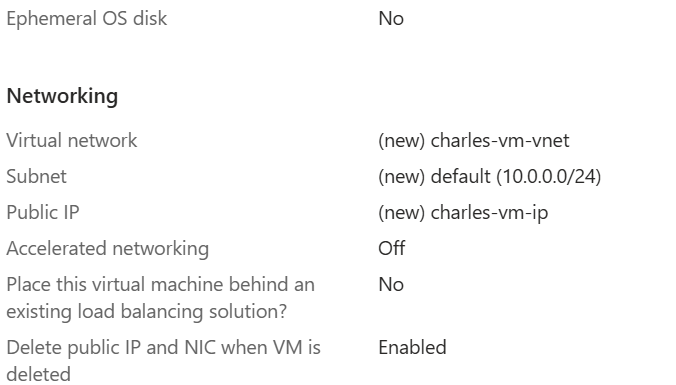 Ephemeral OS disk No
Networking
Virtual network (new) charles-vm-vnet
Subnet (new) default (10.0.0.0/24)
Public IP (new) charles-vm-ip
Accelerated networking Off
Place this virtual machine behind an No
existing load balancing solution?
Delete public IP and NIC when VM is Enabled
deleted